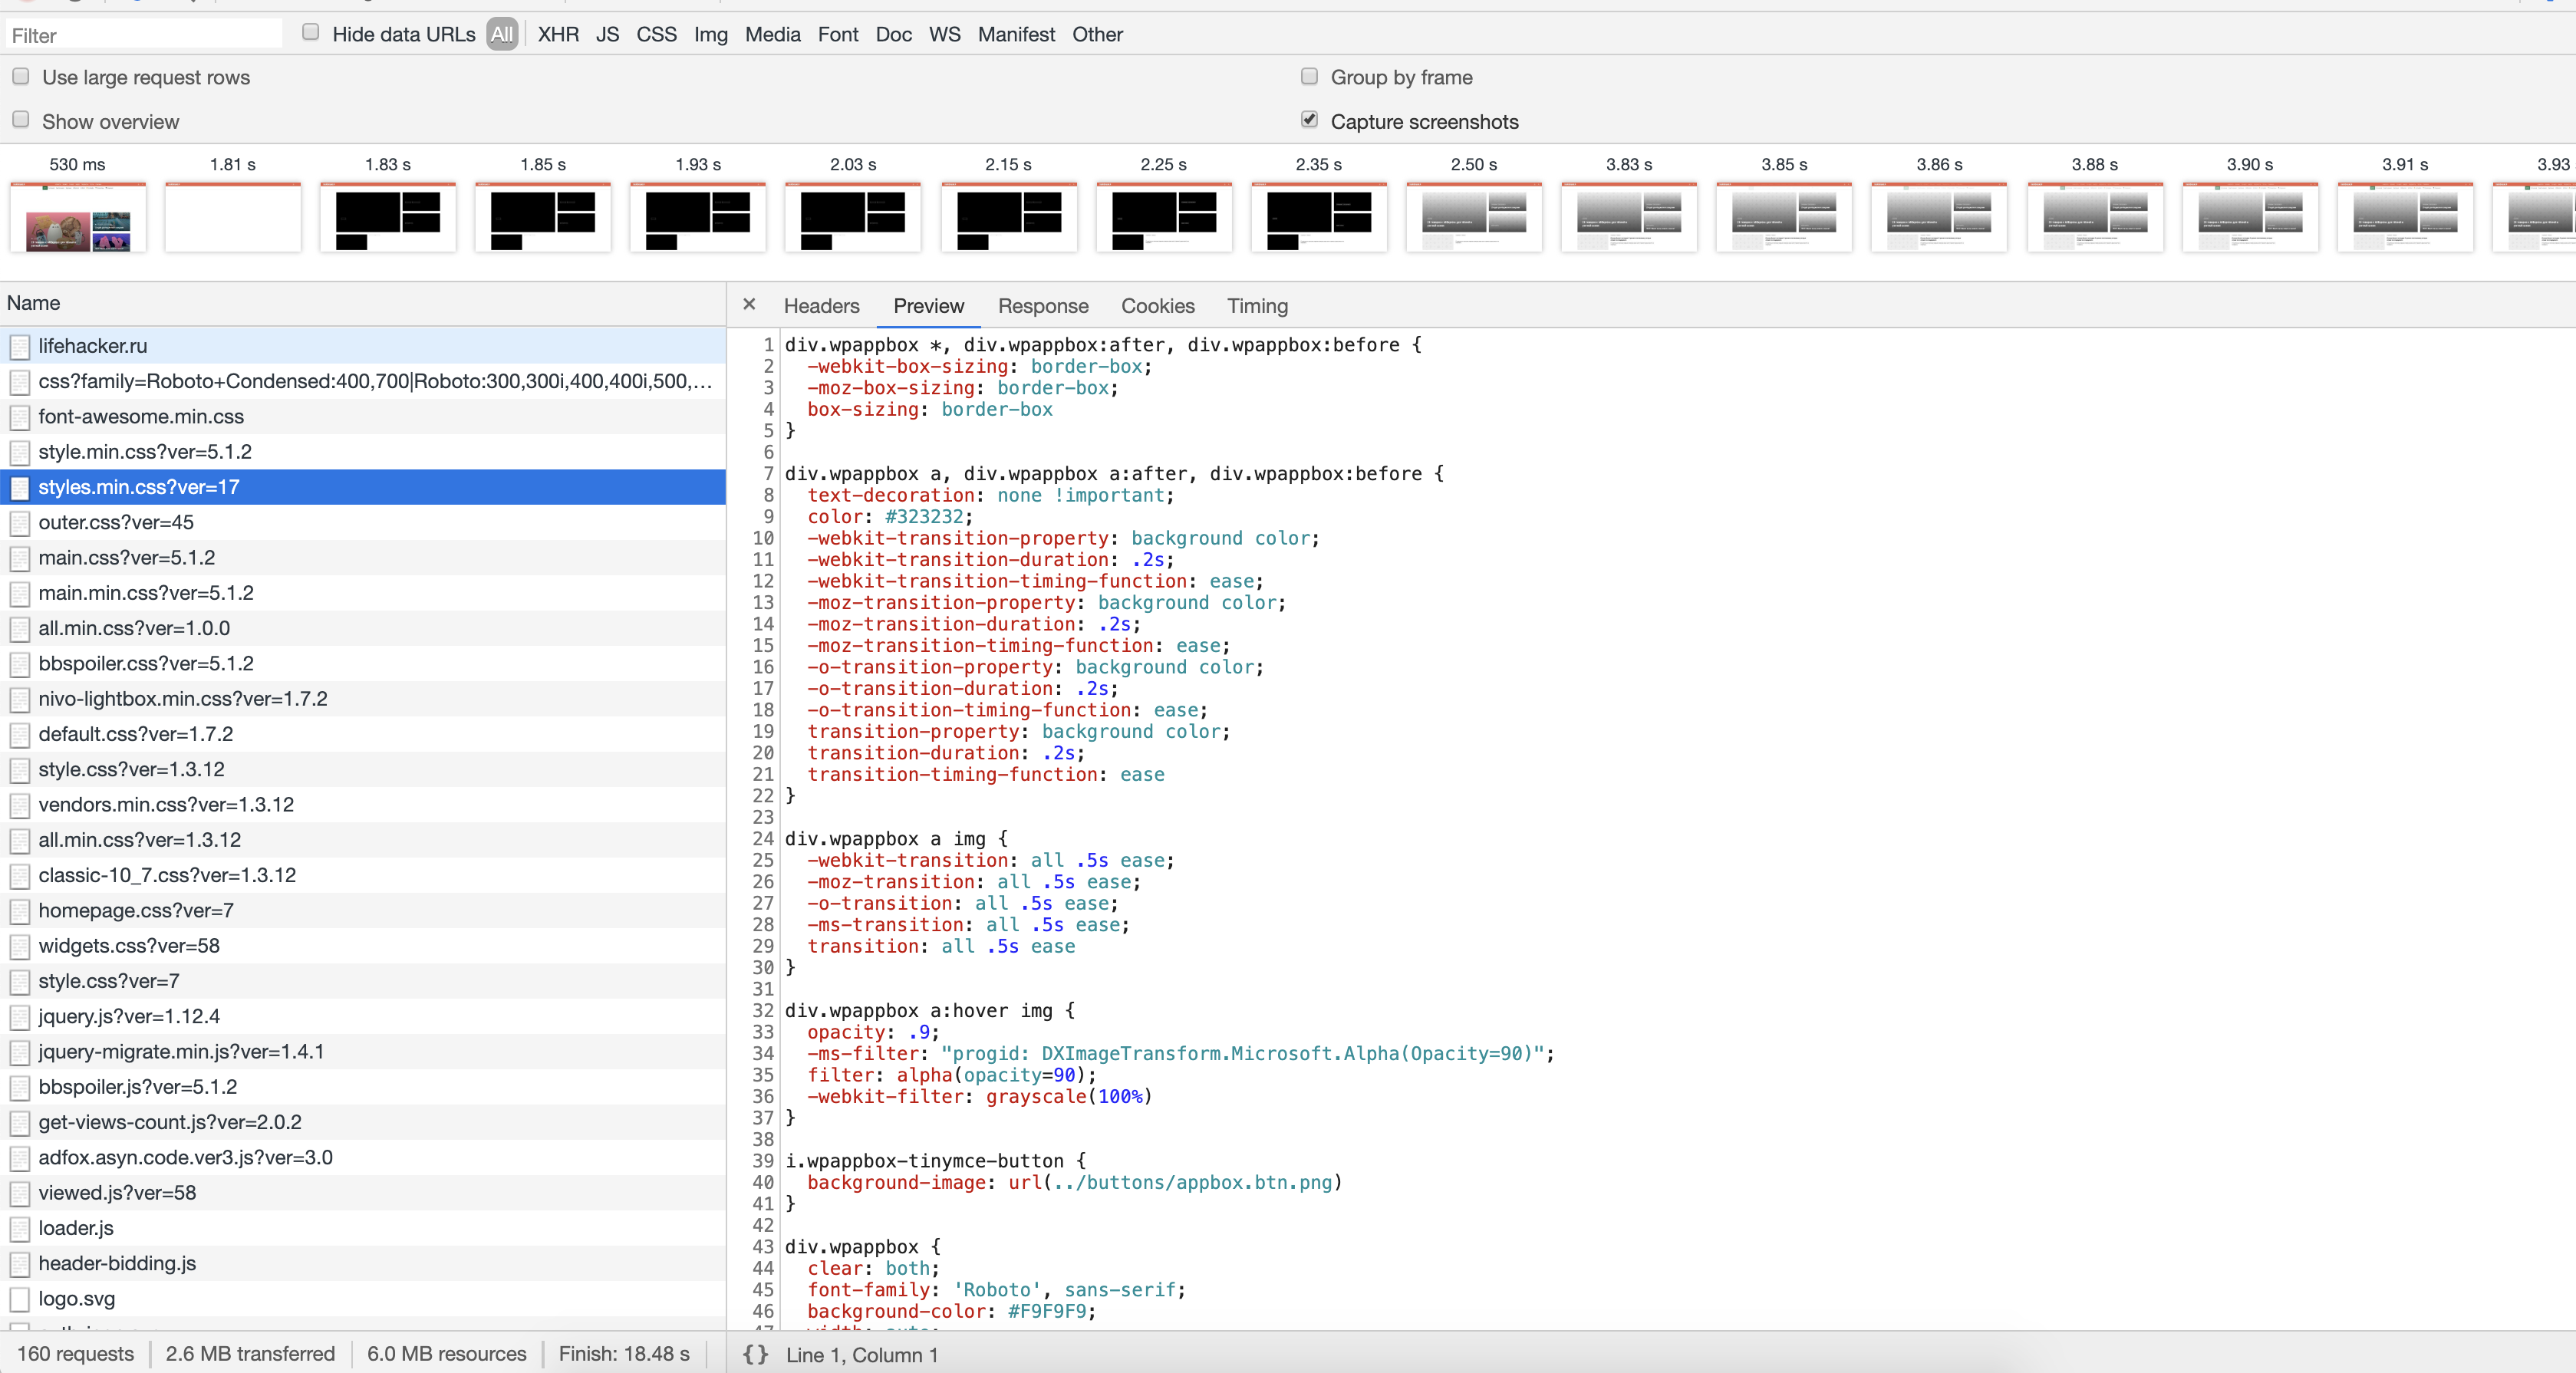 Filter
Hide data URLs All XHR JS CSS Img Media Font Doc WS Manifest Other
Use large request rows
Group by frame
Show overview
Capture screenshots
530 ms 1.81 s 1.83 s 1.85 s 1.93 s 2.03 s 2.15 s 2.25 s 2.35 s 2.50 s 3.83 s 3.85 s 3.86 s 3.88 s 3.90 s 3.91 s 3.93
Name
lifehacker.ru
css?family=Roboto+Condensed:400,700|Roboto:300,300i,400,400i,500,...
font-awesome.min.css
style.min.css?ver=5.1.2
styles.min.css?ver=17
outer.css?ver=45
main.css?ver=5.1.2
main.min.css?ver=5.1.2
all.min.css?ver=1.0.0
bbspoiler.css?ver=5.1.2
nivo-lightbox.min.css?ver=1.7.2
default.css?ver=1.7.2
style.css?ver=1.3.12
vendors.min.css?ver=1.3.12
all.min.css?ver=1.3.12
classic-10_7.css?ver=1.3.12
homepage.css?ver=7
widgets.css?ver=58
style.css?ver=7
jquery.js?ver=1.12.4
jquery-migrate.min.js?ver=1.4.1
bbspoiler.js?ver=5.1.2
get-views-count.js?ver=2.0.2
adfox.asyn.code.ver3.js?ver=3.0
viewed.js?ver=58
loader.js
header-bidding.js
logo.svg
× Headers Preview Response Cookies Timing
1 div.wpappbox *, div.wpappbox:after, div.wpappbox:before {
2 -webkit-box-sizing: border-box;
3 -moz-box-sizing: border-box;
4 box-sizing: border-box
5 }
6
7 div.wpappbox a, div.wpappbox a:after, div.wpappbox:before {
8 text-decoration: none !important;
9 color: #323232;
10 -webkit-transition-property: background color;
11 -webkit-transition-duration: .2s;
12 -webkit-transition-timing-function: ease;
13 -moz-transition-property: background color;
14 -moz-transition-duration: .2s;
15 -moz-transition-timing-function: ease;
16 -o-transition-property: background color;
17 -o-transition-duration: .2s;
18 -o-transition-timing-function: ease;
19 transition-property: background color;
20 transition-duration: .2s;
21 transition-timing-function: ease
22 }
23
24 div.wpappbox a img {
25 -webkit-transition: all .5s ease;
26 -moz-transition: all .5s ease;
27 -o-transition: all .5s ease;
28 -ms-transition: all .5s ease;
29 transition: all .5s ease
30 }
31
32 div.wpappbox a:hover img {
33 opacity: .9;
34 -ms-filter: "progid: DXImageTransform.Microsoft.Alpha(Opacity=90)";
35 filter: alpha(opacity=90);
36 -webkit-filter: grayscale(100%)
37 }
38
39 i.wpappbox-tinymce-button {
40 background-image: url(../buttons/appbox.btn.png)
41 }
42
43 div.wpappbox {
44 clear: both;
45 font-family: 'Roboto', sans-serif;
46 background-color: #F9F9F9;
160 requests 2.6 MB transferred 6.0 MB resources Finish: 18.48 s
{} Line 1, Column 1